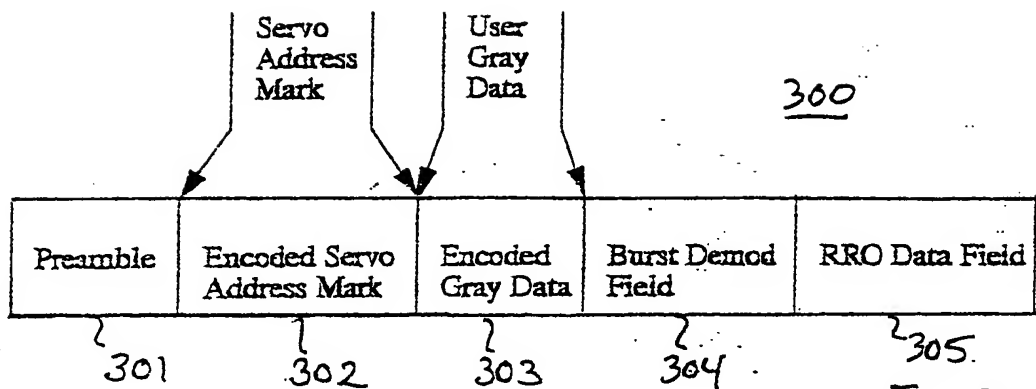 Servo
Address
Mark
User
Gray
Data
300
Preamble
Encoded Servo
Address Mark
Encoded
Gray Data
Burst Demod
Field
RRO Data Field
301
302
303
304
305